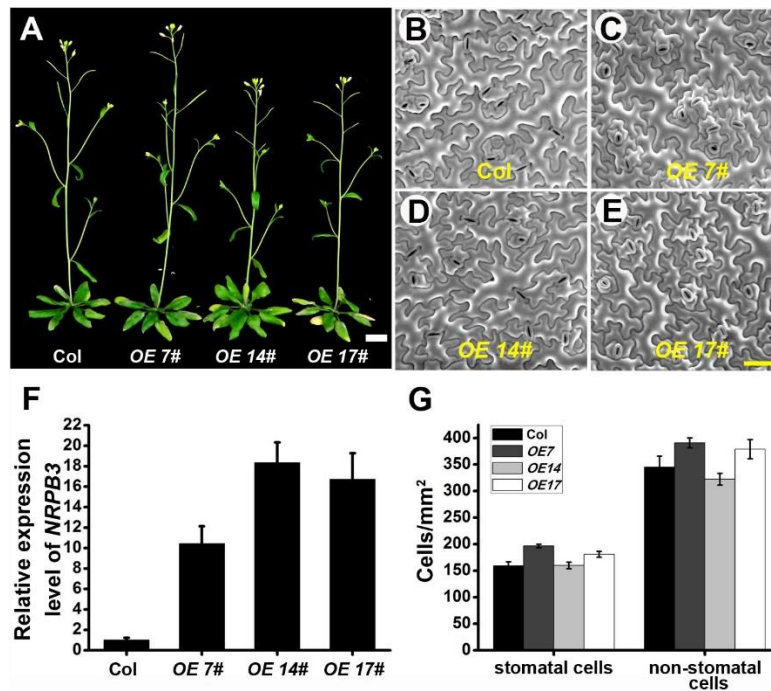 A
Col
OE 7#
OE 14#
OE 17#
B
Col
C
OE 7#
D
OE 14#
E
OE 17#
F
Relative expression
level of NRPB3
20
18
16
14
12
10
8
6
4
2
0
Col
OE 7#
OE 14#
OE 17#
G
Cells/mm²
400
350
300
250
200
150
100
50
0
Col
OE7
OE14
OE17
stomatal cells
non-stomatal
cells